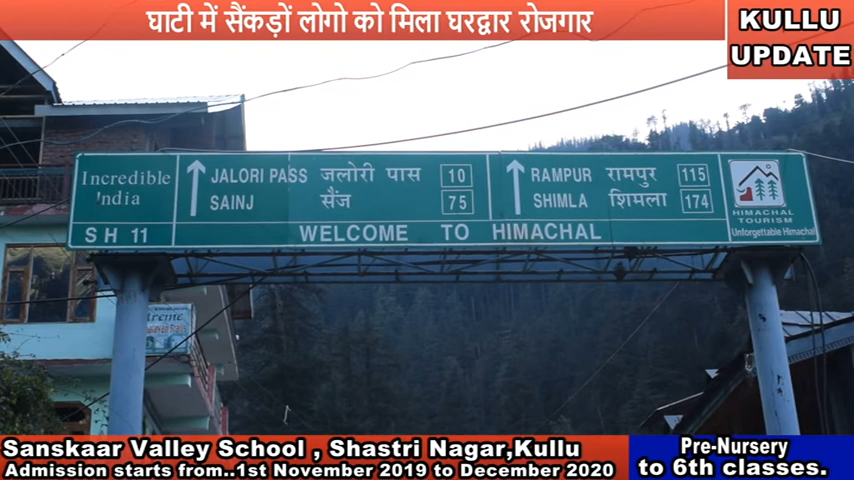 घाटी में सैंकड़ों लोगो को मिला घरद्वार रोजगार
KULLU
UPDATE
Incredible
India
S H 11
JALORI PASS जलोरी पास 10
SAINJ सैंज 75
RAMPUR रामपुर 115
SHIMLA शिमला 174
WELCOME TO HIMACHAL
HIMACHAL
TOURISM
Unforgettable Himachal
Sanskaar Valley School , Shastri Nagar,Kullu
Admission starts from..1st November 2019 to December 2020
Pre-Nursery
to 6th classes.